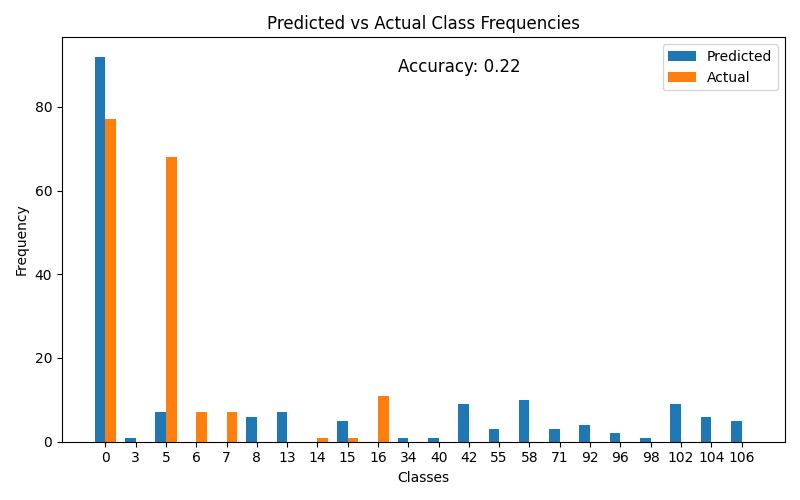 Predicted vs Actual Class Frequencies
Accuracy: 0.22
Predicted
Actual
Frequency
80
60
40
20
0
0 3 5 6 7 8 13 14 15 16 34 40 42 55 58 71 92 96 98 102 104 106
Classes